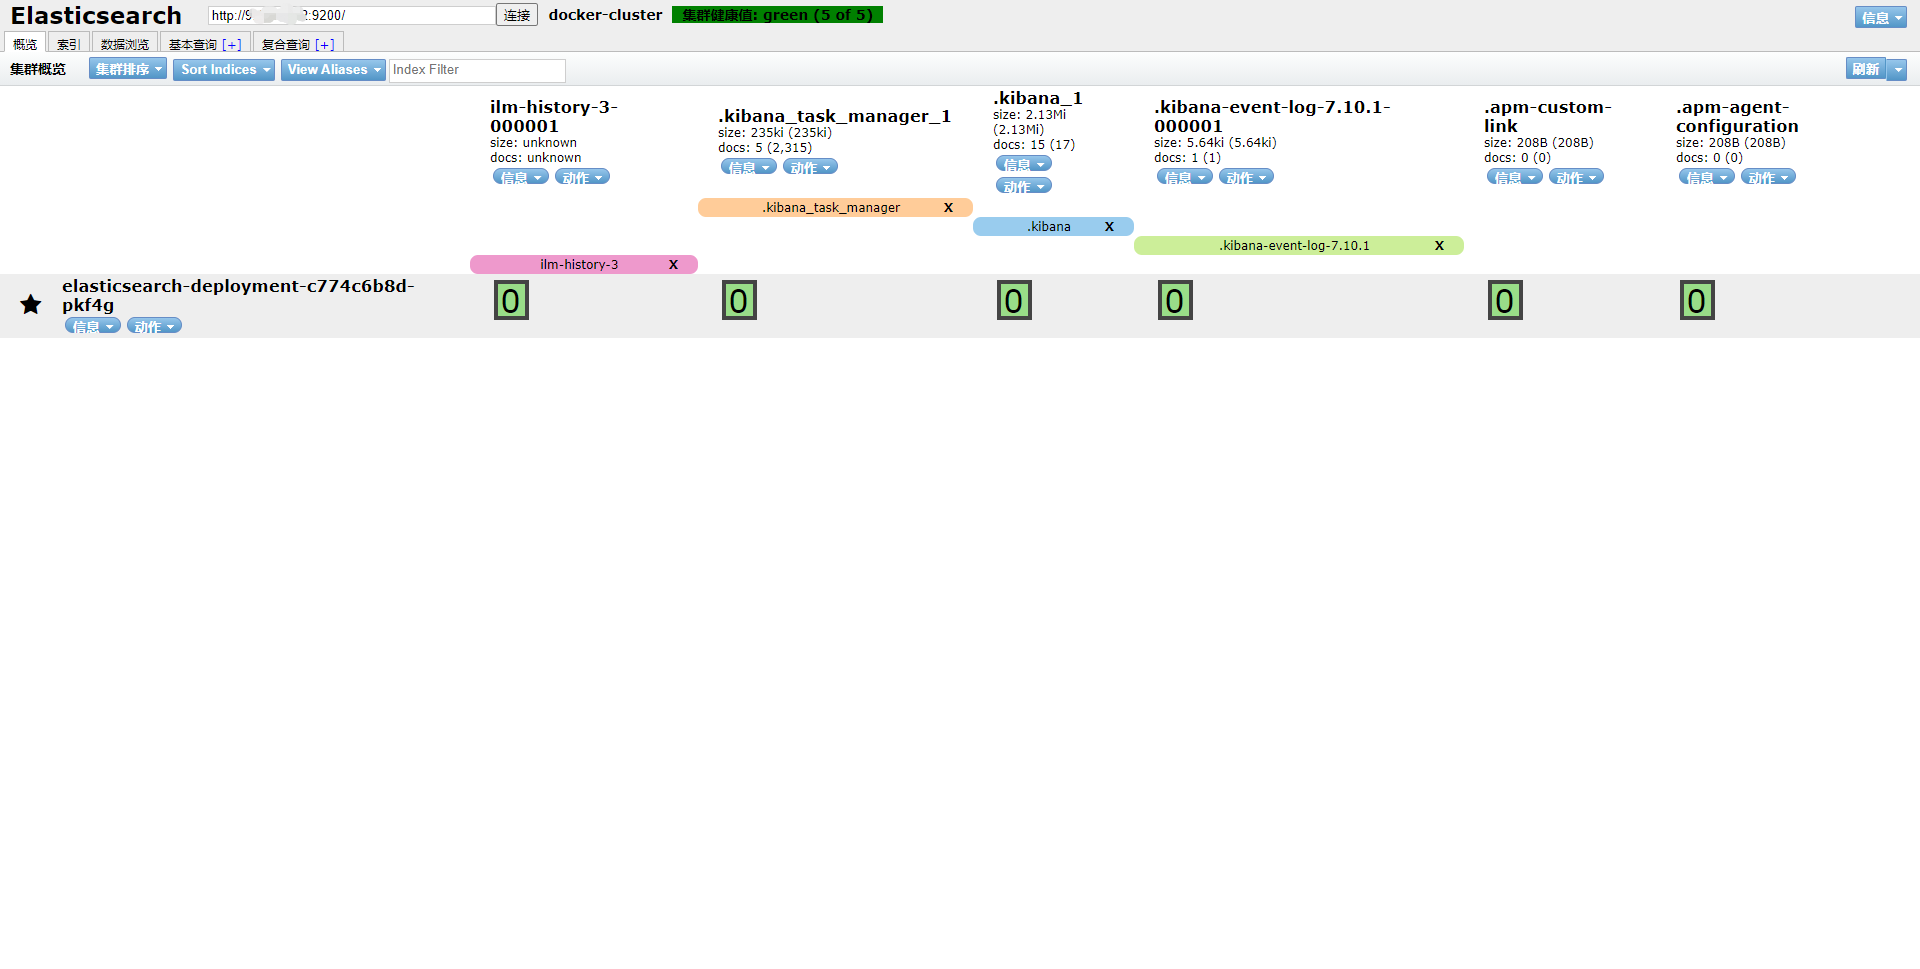 Elasticsearch
连接
docker-cluster
集群健康值: green (5 of 5)
信息
概览
索引
数据浏览
基本查询 [+]
复合查询 [+]
集群概览
集群排序
Sort Indices
View Aliases
Index Filter
刷新
ilm-history-3-
000001
size: unknown
docs: unknown
信息
动作
.kibana_task_manager_1
size: 235ki (235ki)
docs: 5 (2,315)
信息
动作
.kibana_1
size: 2.13Mi
(2.13Mi)
docs: 15 (17)
信息
动作
.kibana-event-log-7.10.1-
000001
size: 5.64ki (5.64ki)
docs: 1 (1)
信息
动作
.apm-custom-
link
size: 208B (208B)
docs: 0 (0)
信息
动作
.apm-agent-
configuration
size: 208B (208B)
docs: 0 (0)
信息
动作
.kibana_task_manager X
.kibana X
.kibana-event-log-7.10.1 X
ilm-history-3 X
elasticsearch-deployment-c774c6b8d-
pkf4g
信息
动作
0
0
0
0
0
0